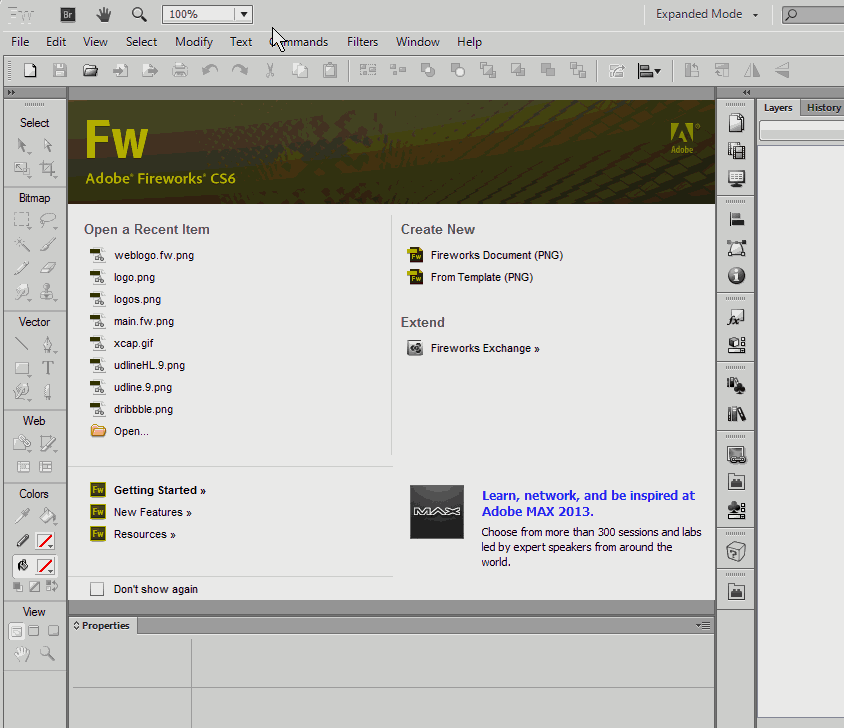 Fw
Br
100%
Expanded Mode
File Edit View Select Modify Text Commands Filters Window Help
Select
Bitmap
Vector
Web
Colors
View
Fw
Adobe® Fireworks® CS6
Adobe
Open a Recent Item
weblogo.fw.png
logo.png
logos.png
main.fw.png
xcap.gif
udlineHL.9.png
udline.9.png
dribbble.png
Open...
Create New
Fw Fireworks Document (PNG)
Fw From Template (PNG)
Extend
Fireworks Exchange »
Fw Getting Started »
Fw New Features »
Fw Resources »
Don't show again
MAX
Learn, network, and be inspired at
Adobe MAX 2013.
Choose from more than 300 sessions and labs
led by expert speakers from around the
world.
Properties
Layers History